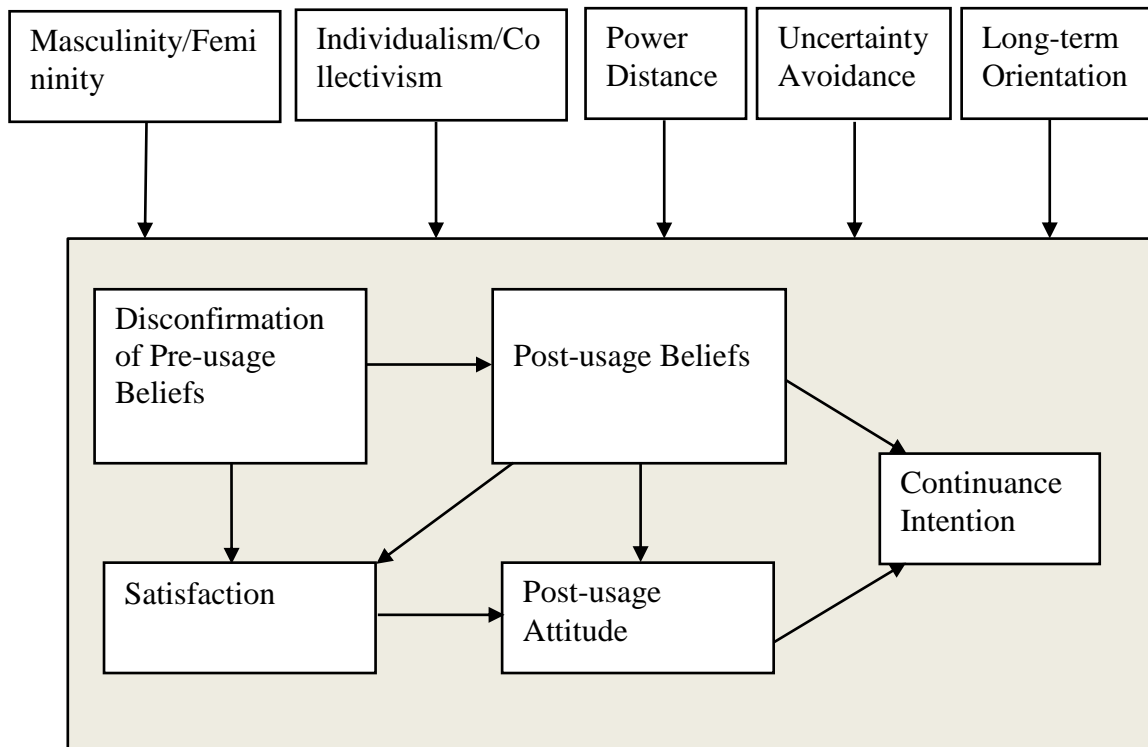 Masculinity/Femi
ninity
Individualism/Co
llectivism
Power
Distance
Uncertainty
Avoidance
Long-term
Orientation
Disconfirmation
of Pre-usage
Beliefs
Post-usage Beliefs
Continuance
Intention
Satisfaction
Post-usage
Attitude